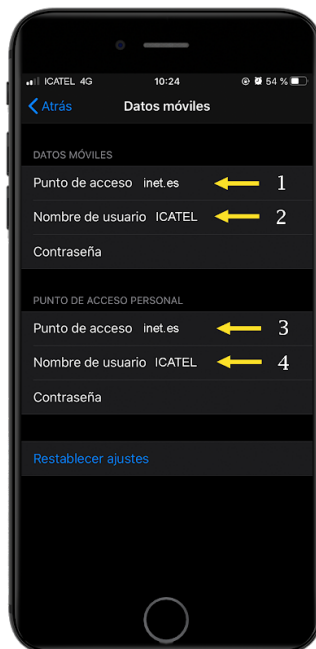 ICATEL 4G 10:24 54 %
Atrás Datos móviles
DATOS MÓVILES
Punto de acceso inet.es 1
Nombre de usuario ICATEL 2
Contraseña
PUNTO DE ACCESO PERSONAL
Punto de acceso inet.es 3
Nombre de usuario ICATEL 4
Contraseña
Restablecer ajustes